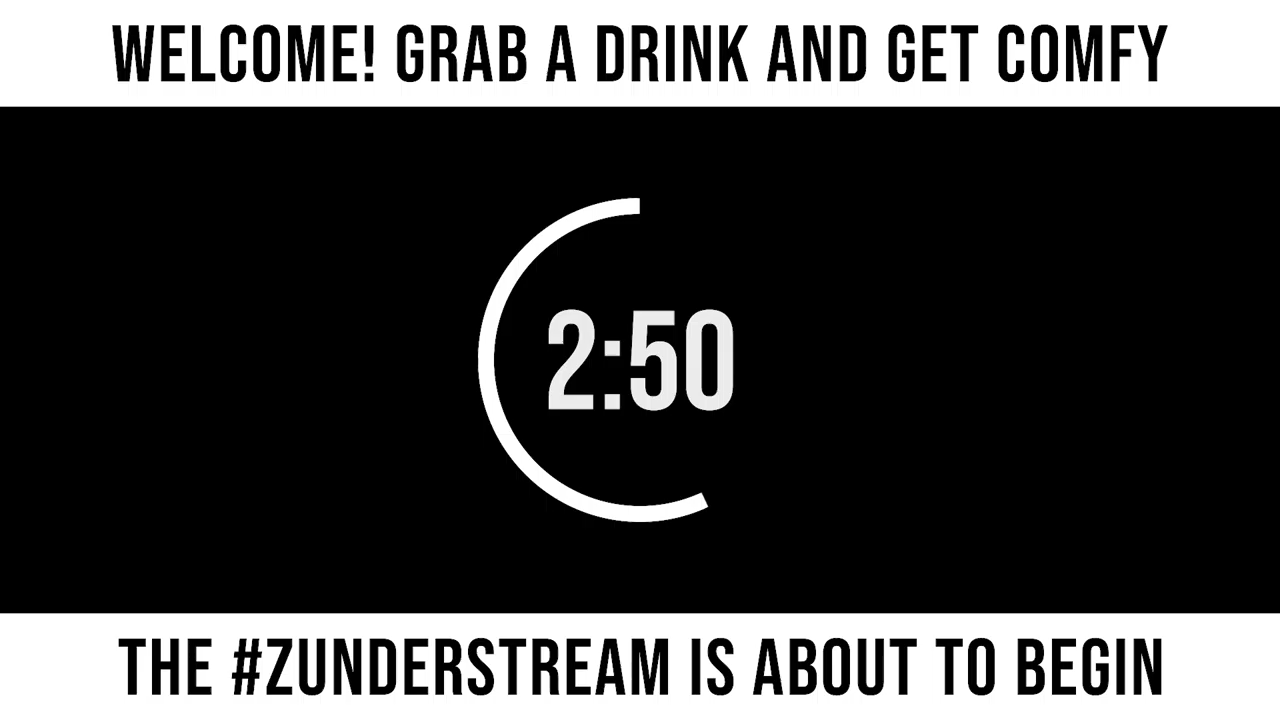 WELCOME! GRAB A DRINK AND GET COMFY
2:50
THE #ZUNDERSTREAM IS ABOUT TO BEGIN